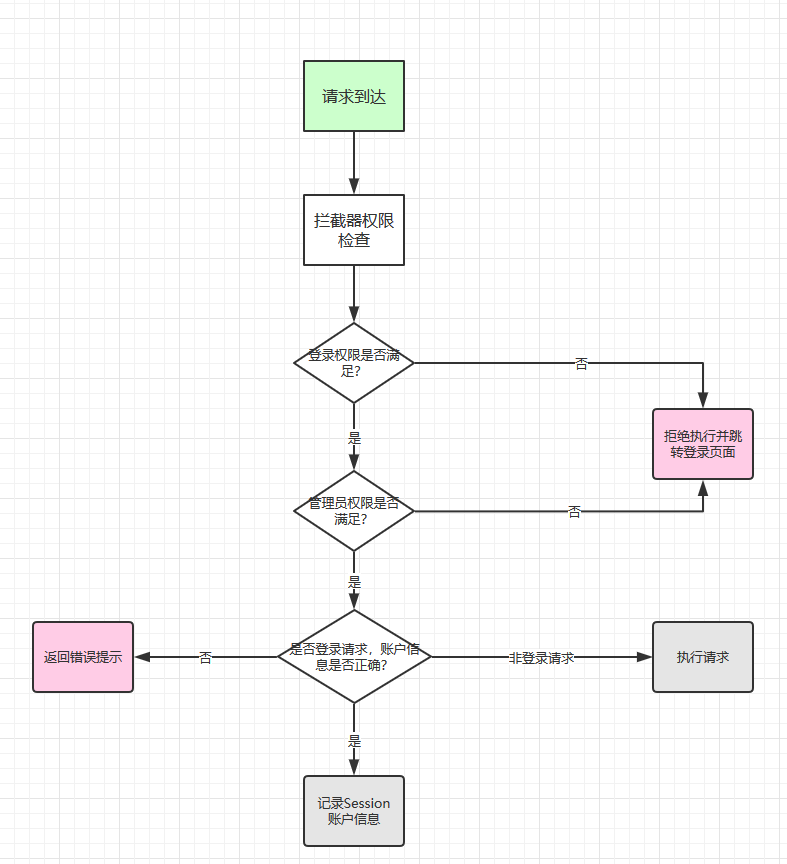 请求到达
拦截器权限
检查
登录权限是否满
足？
否
拒绝执行并跳
转登录页面
是
管理员权限是否
满足？
否
是
返回错误提示
否
是否登录请求，账户信
息是否正确？
非登录请求
执行请求
是
记录Session
账户信息